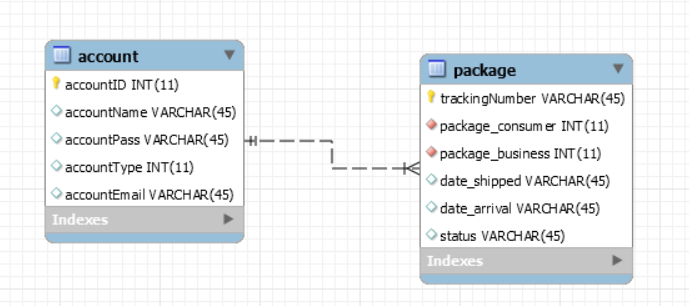 account
accountID INT(11)
accountName VARCHAR(45)
accountPass VARCHAR(45)
accountType INT(11)
accountEmail VARCHAR(45)
Indexes
package
trackingNumber VARCHAR(45)
package_consumer INT(11)
package_business INT(11)
date_shipped VARCHAR(45)
date_arrival VARCHAR(45)
status VARCHAR(45)
Indexes